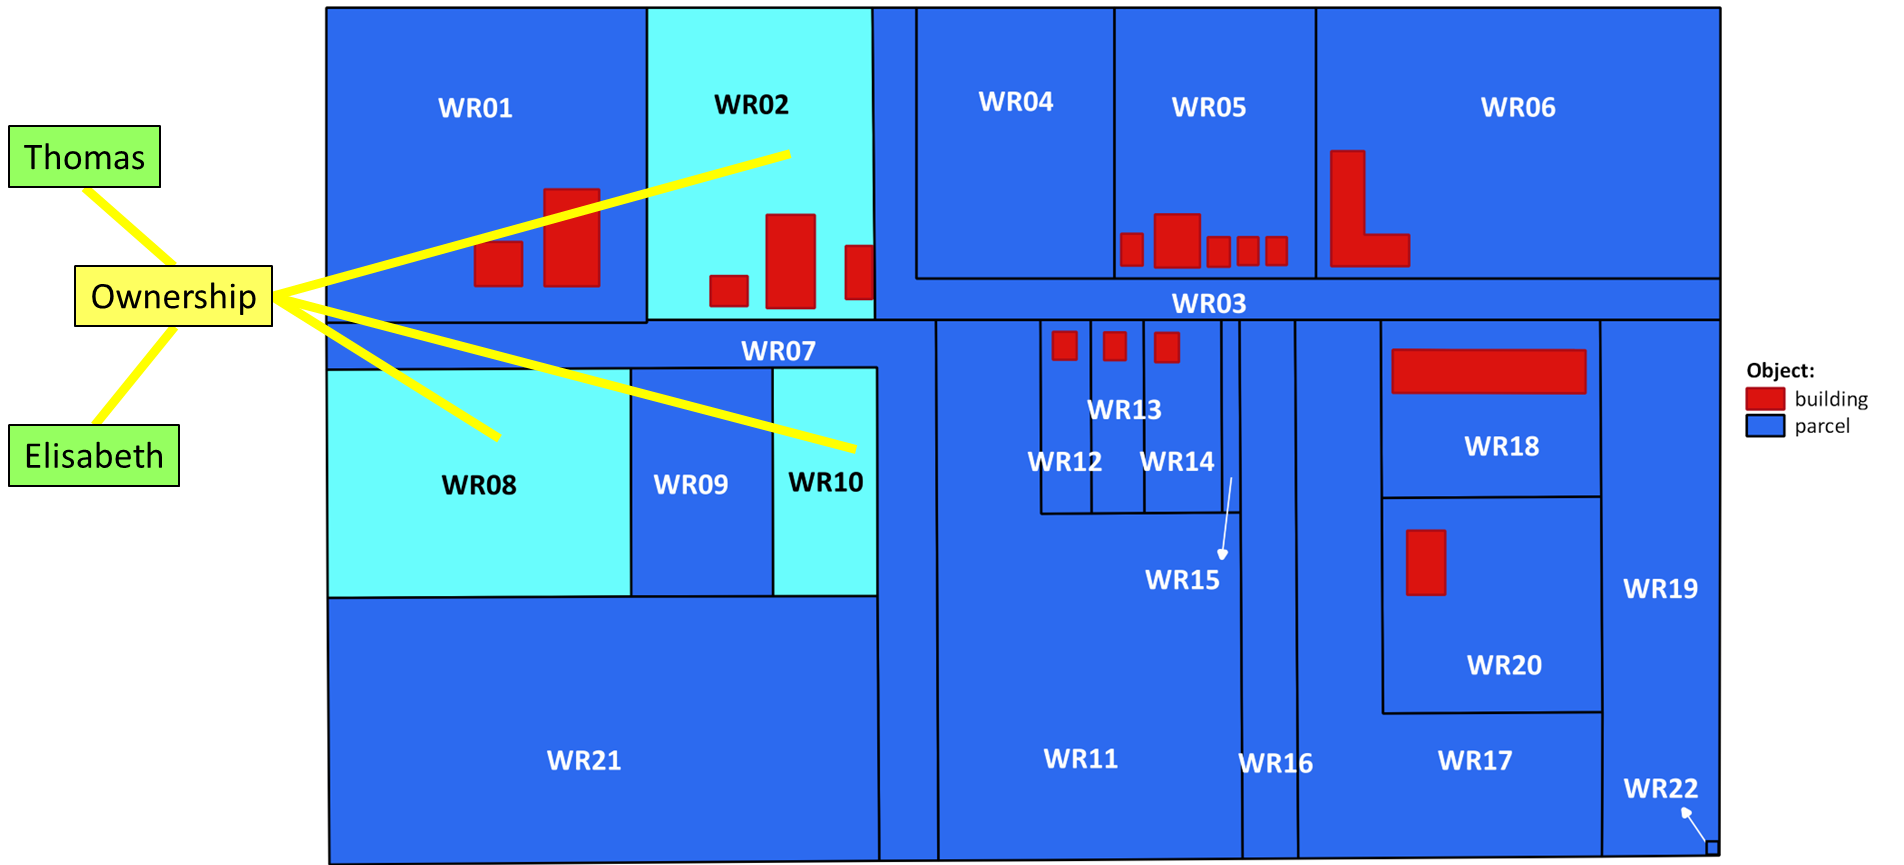 WR01
WR02
WR04
WR05
WR06
Thomas
Ownership
WR03
WR07
Elisabeth
WR08
WR09
WR10
WR13
WR12
WR14
WR15
WR18
WR19
WR20
WR21
WR11
WR16
WR17
WR22
Object:
building
parcel